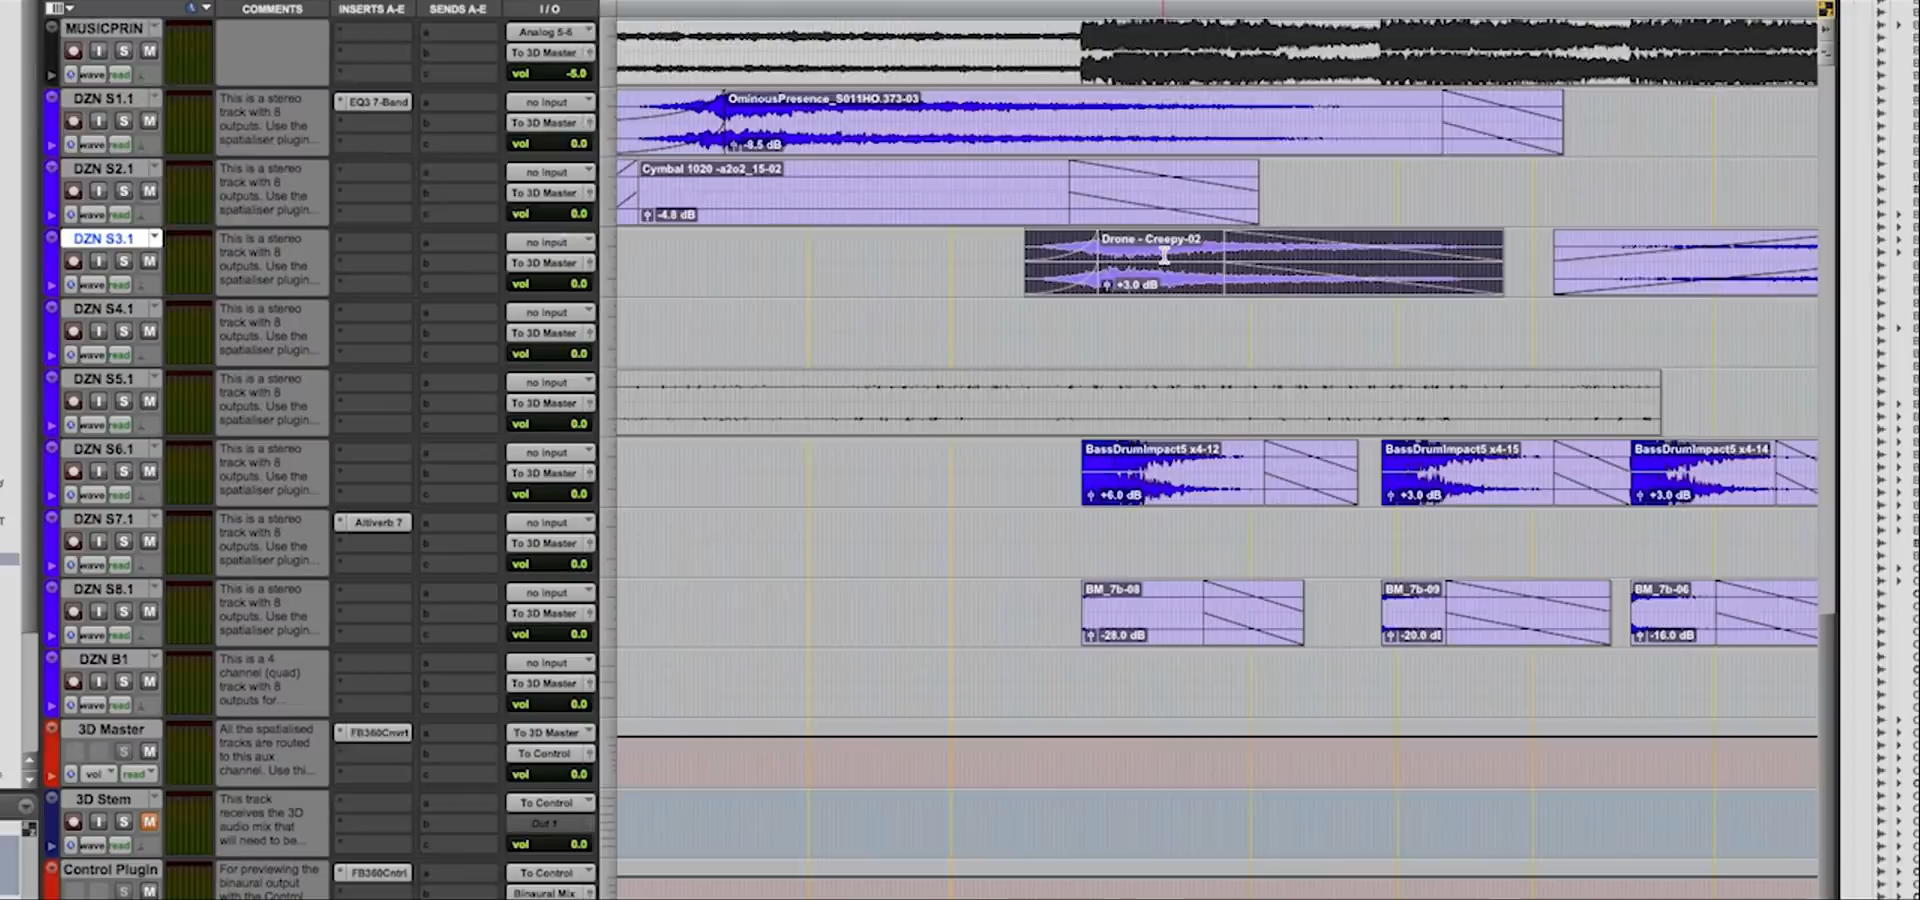 COMMENTS INSERTS A-E SENDS A-E I / O
MUSICPRIN
I S M
wave read
Analog 5-6
To 3D Master
vol -5.0
a
b
c
DZN S1.1
I S M
wave read
This is a stereo
track with 8
outputs. Use the
spatialiser plugin...
EQ3 7-Band
a
b
c
no input
To 3D Master
vol 0.0
OminousPresence_S011HO.373-03
-8.5 dB
DZN S2.1
I S M
wave read
This is a stereo
track with 8
outputs. Use the
spatialiser plugin...
a
b
c
no input
To 3D Master
vol 0.0
Cymbal 1020 -a2o2_15-02
-4.8 dB
DZN S3.1
I S M
wave read
This is a stereo
track with 8
outputs. Use the
spatialiser plugin...
a
b
c
no input
To 3D Master
vol 0.0
Drone - Creepy-02
+3.0 dB
DZN S4.1
I S M
wave read
This is a stereo
track with 8
outputs. Use the
spatialiser plugin...
a
b
c
no input
To 3D Master
vol 0.0
DZN S5.1
I S M
wave read
This is a stereo
track with 8
outputs. Use the
spatialiser plugin...
a
b
c
no input
To 3D Master
vol 0.0
DZN S6.1
I S M
wave read
This is a stereo
track with 8
outputs. Use the
spatialiser plugin...
a
b
c
no input
To 3D Master
vol 0.0
BassDrumImpact5 x4-12
+6.0 dB
BassDrumImpact5 x4-15
+3.0 dB
BassDrumImpact5 x4-14
+3.0 dB
DZN S7.1
I S M
wave read
This is a stereo
track with 8
outputs. Use the
spatialiser plugin...
Altiverb 7
a
b
c
no input
To 3D Master
vol 0.0
DZN S8.1
I S M
wave read
This is a stereo
track with 8
outputs. Use the
spatialiser plugin...
a
b
c
no input
To 3D Master
vol 0.0
BM_7b-08
-28.0 dB
BM_7b-09
-20.0 dB
BM_7b-06
-16.0 dB
DZN B1
I S M
wave read
This is a 4
channel (quad)
track with 8
outputs for...
a
b
c
no input
To 3D Master
vol 0.0
3D Master
S M
vol read
All the spatialised
tracks are routed
to this aux
channel. Use thi...
FB360Cnvrt
a
b
c
To 3D Master
To Control
vol 0.0
3D Stem
I S M
wave read
This track
receives the 3D
audio mix that
will need to be...
a
b
c
To Control
Out 1
vol 0.0
Control Plugin
S M
For previewing the
binaural output
with the Control
FB360Cntrl
a
b
To Control
Binaural Mix